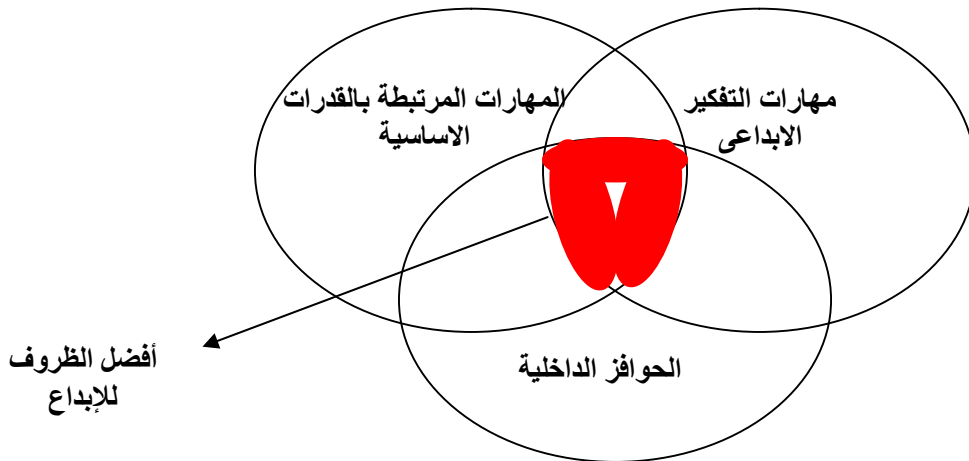 المهارات المرتبطة بالقدرات
الاساسية
مهارات التفكير
الابداعى
الحوافز الداخلية
أفضل الظروف
للإبداع